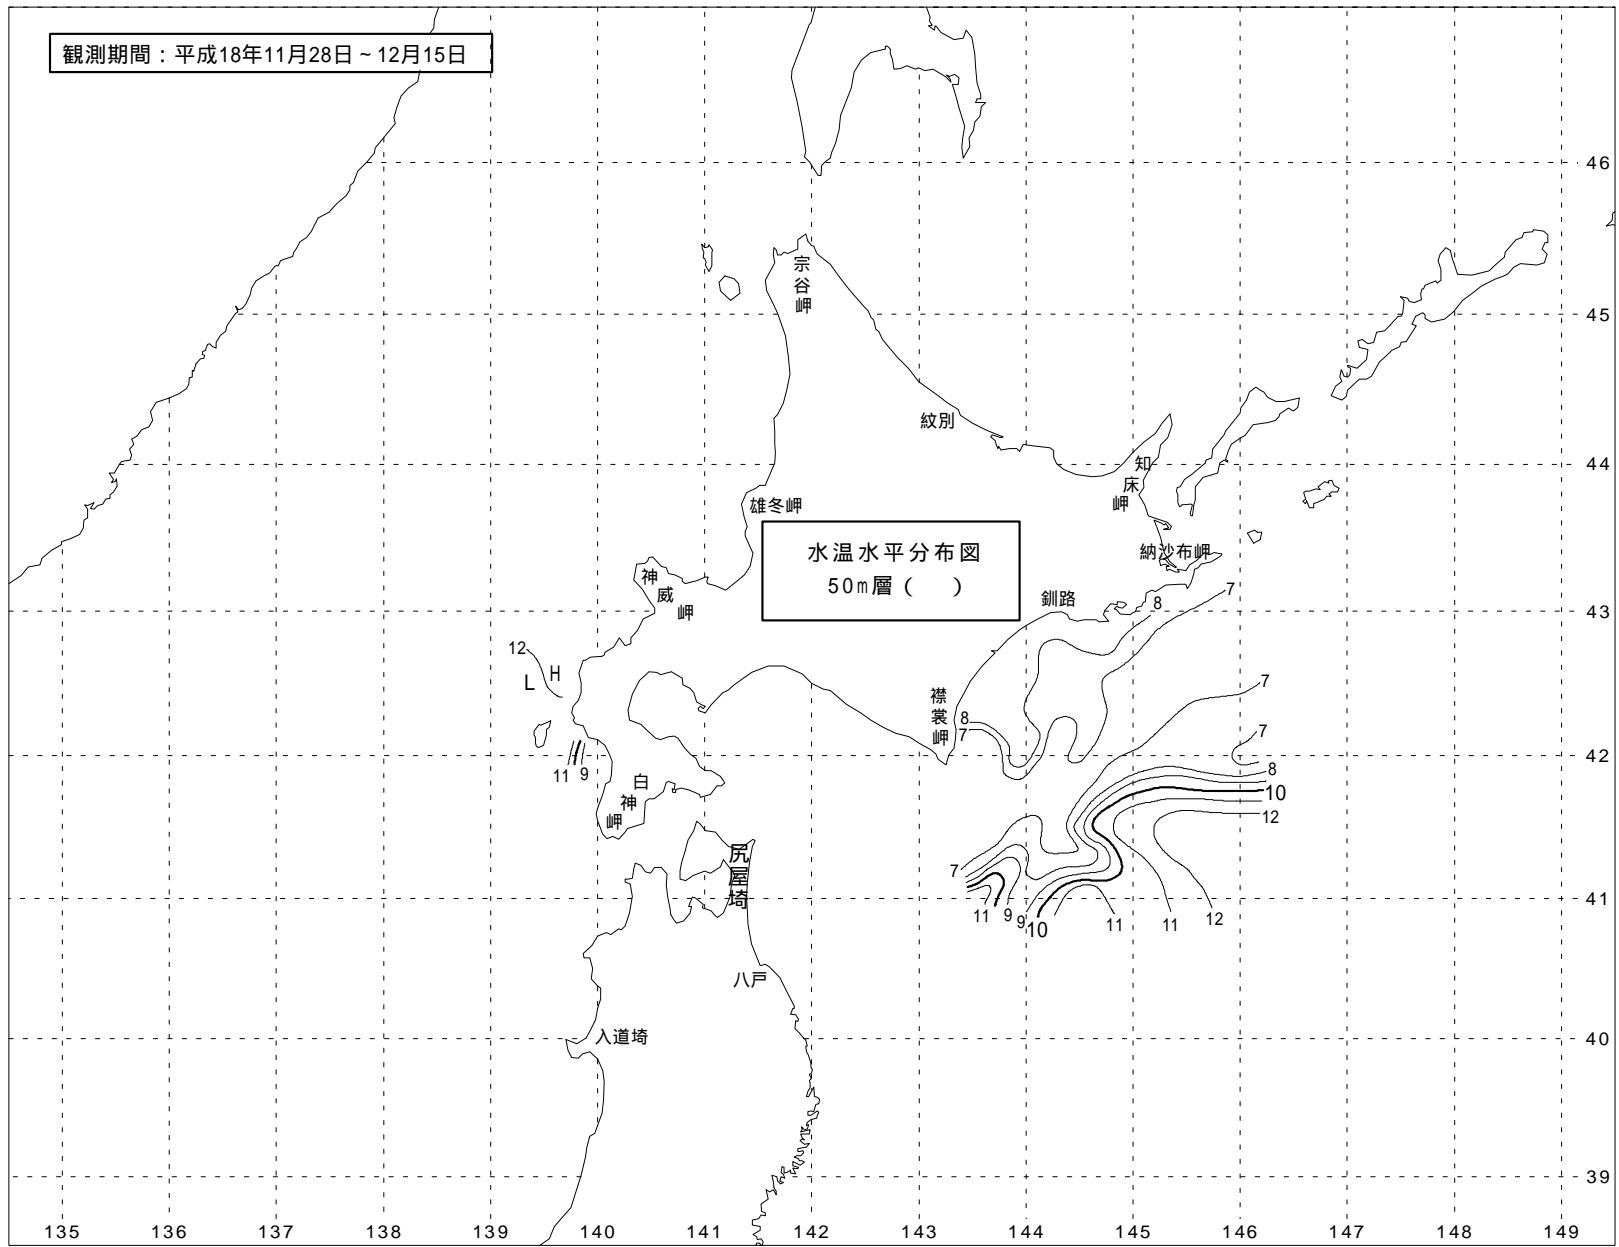 観測期間：平成18年11月28日～12月15日
46
宗谷岬
45
紋別
44
知床岬
雄冬岬
水温水平分布図
50m層（　）
納沙布岬
神威岬
釧路
8
7
43
12
H
L
7
襟裳岬
8
7
7
42
11
9
8
10
12
白神岬
尻屋埼
7
41
11
9
9
10
11
11
12
八戸
入道埼
40
39
135
136
137
138
139
140
141
142
143
144
145
146
147
148
149